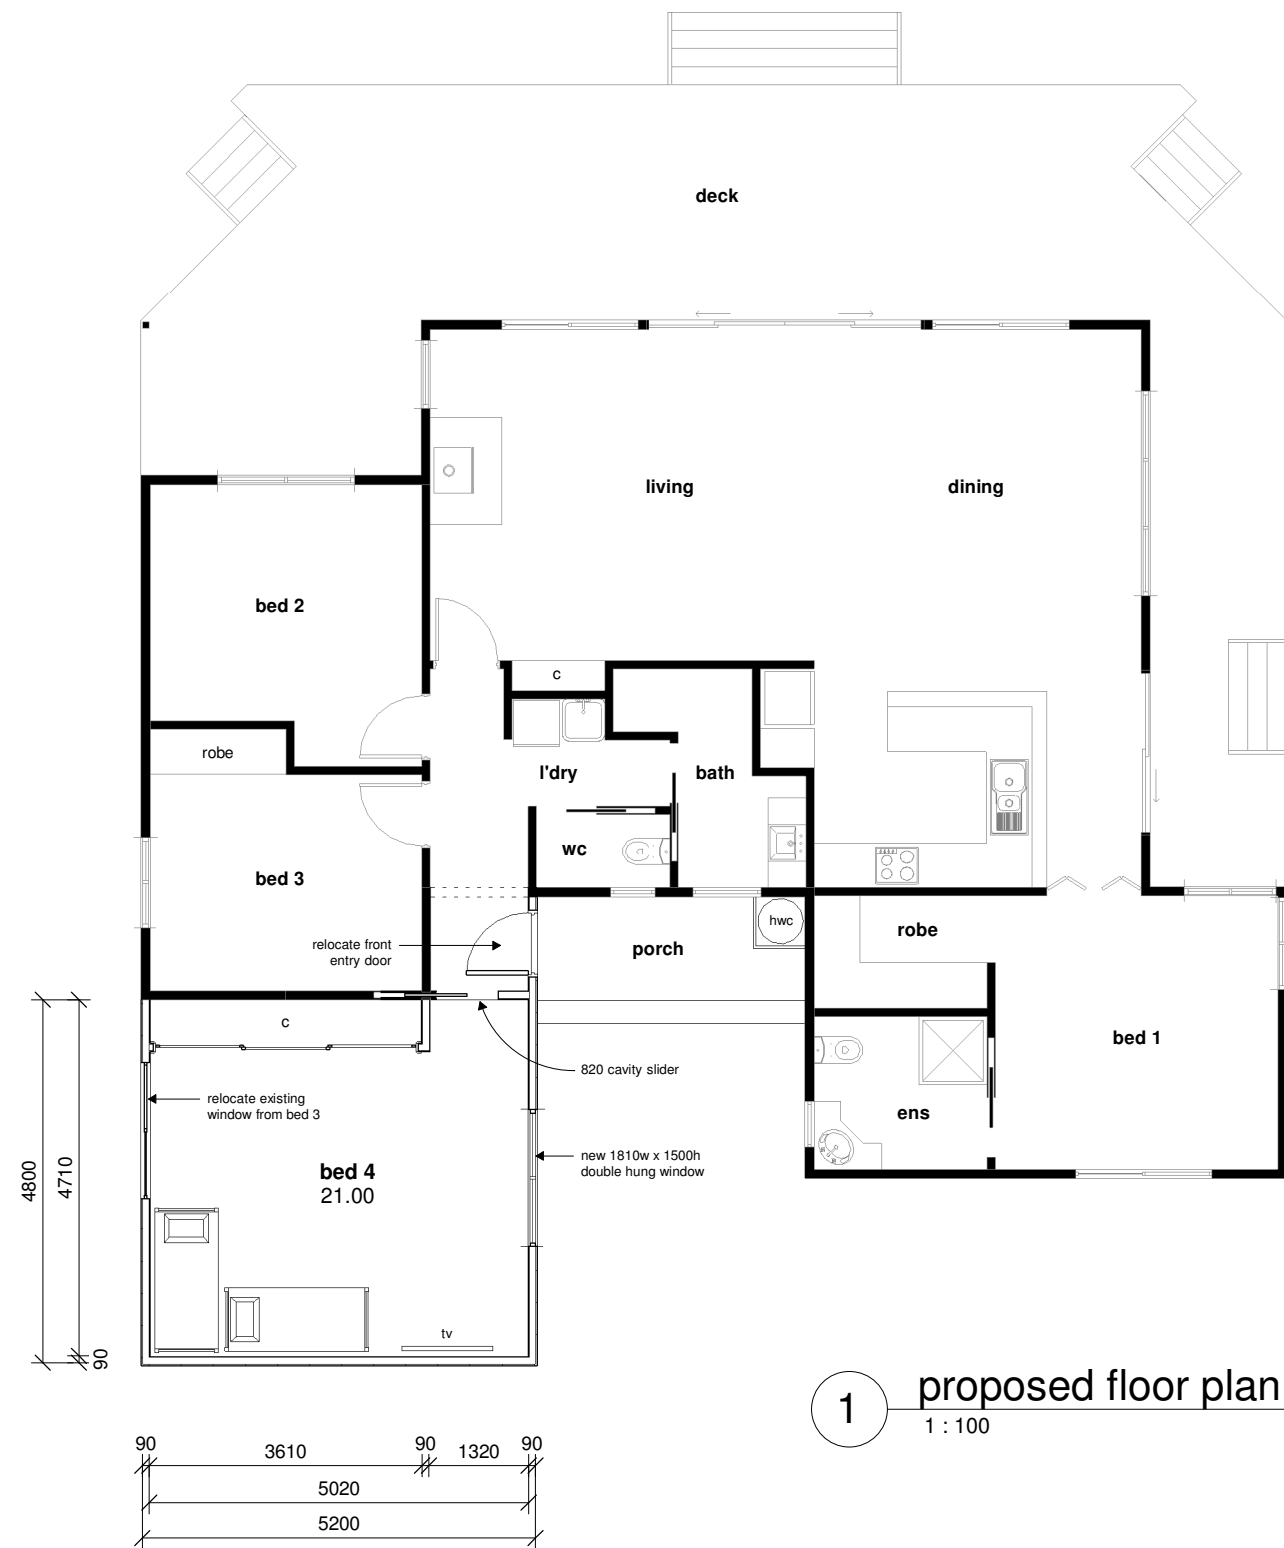 deck
living
dining
bed 2
c
robe
l'dry
bath
wc
bed 3
relocate front
entry door
porch
hwc
robe
c
bed 1
820 cavity slider
relocate existing
window from bed 3
ens
new 1810w x 1500h
double hung window
bed 4
21.00
4800
4710
90
tv
1
proposed floor plan
1 : 100
90
3610
90
1320
90
5020
5200